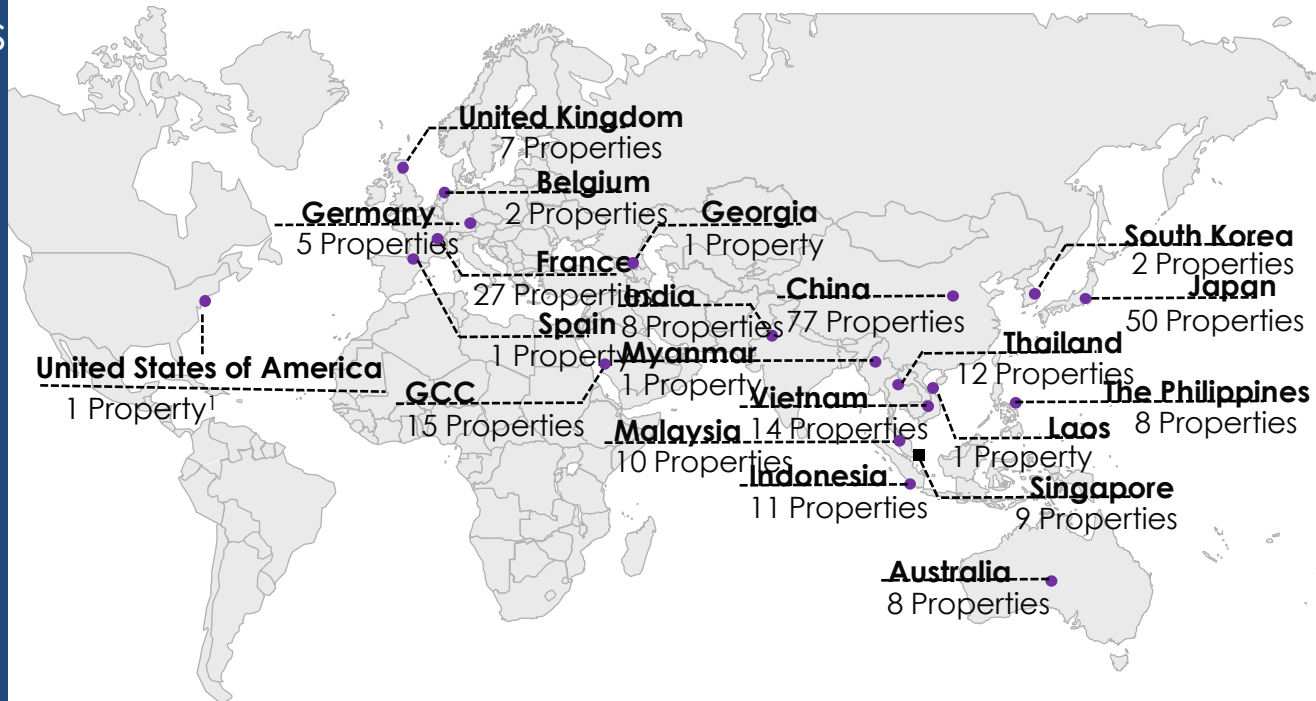 S
United Kingdom
7 Properties
Belgium
2 Properties
Germany
5 Properties
Georgia
1 Property
France
27 Properties
South Korea
2 Properties
Japan
50 Properties
India
8 Properties
China
77 Properties
Spain
1 Property
Myanmar
1 Property
Thailand
12 Properties
United States of America
1 Property¹
GCC
15 Properties
Vietnam
14 Properties
The Philippines
8 Properties
Malaysia
10 Properties
Laos
1 Property
Indonesia
11 Properties
Singapore
9 Properties
Australia
8 Properties